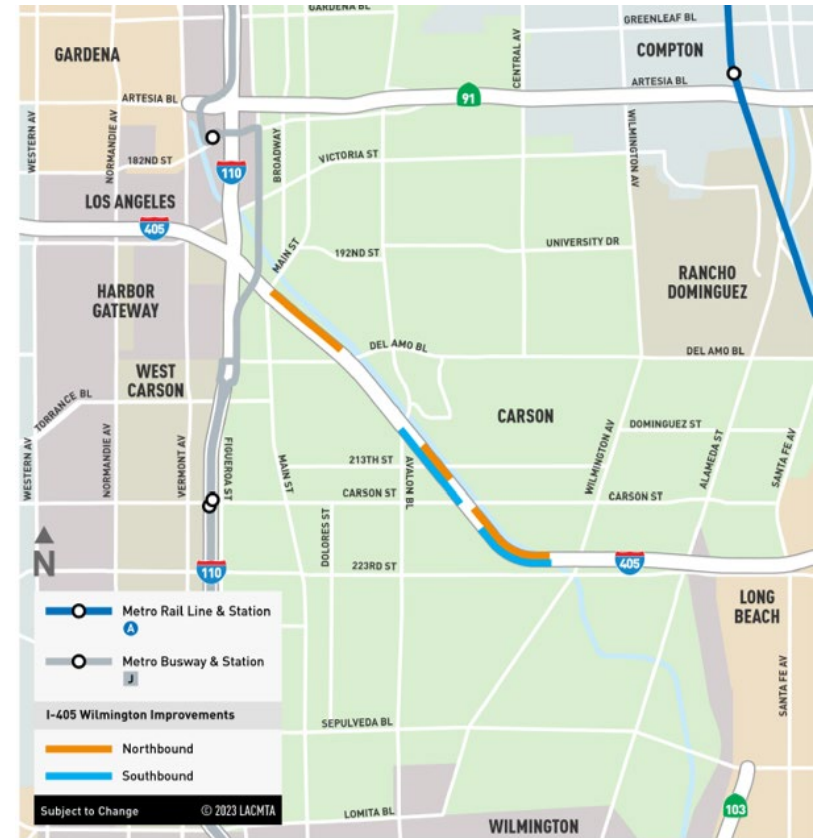 GARDENA BL
GREENLEAF BL
GARDENA
COMPTON
CENTRAL AV
ARTESIA BL
ARTESIA BL
91
WESTERN AV
NORMANDIE AV
BROADWAY
WILMINGTON AV
VICTORIA ST
182ND ST
110
LOS ANGELES
405
MAIN ST
192ND ST
UNIVERSITY DR
RANCHO
DOMINGUEZ
HARBOR
GATEWAY
DEL AMO BL
DEL AMO BL
WEST
CARSON
TORRANCE BL
CARSON
DOMINGUEZ ST
WESTERN AV
NORMANDIE AV
VERMONT AV
FIGUEROA ST
MAIN ST
213TH ST
AVALON BL
WILMINGTON AV
ALAMEDA ST
SANTA FE AV
CARSON ST
CARSON ST
DOLORES ST
N
110
223RD ST
405
LONG
BEACH
Metro Rail Line & Station
A
Metro Busway & Station
J
SANTA FE AV
I-405 Wilmington Improvements
SEPULVEDA BL
Northbound
Southbound
Subject to Change
© 2023 LACMTA
LOMITA BL
WILMINGTON
103